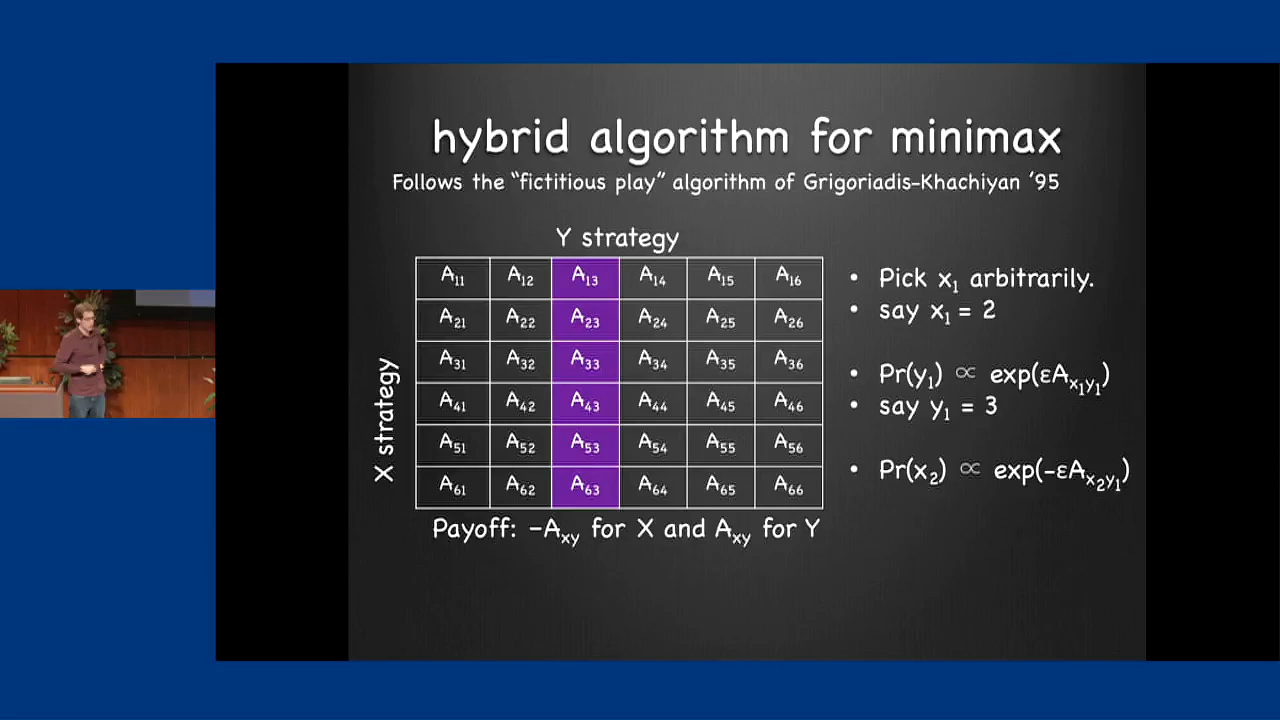 hybrid algorithm for minimax
Follows the "fictitious play" algorithm of Grigoriadis-Khachiyan '95
Y strategy
X strategy
A₁₁ A₁₂ A₁₃ A₁₄ A₁₅ A₁₆
A₂₁ A₂₂ A₂₃ A₂₄ A₂₅ A₂₆
A₃₁ A₃₂ A₃₃ A₃₄ A₃₅ A₃₆
A₄₁ A₄₂ A₄₃ A₄₄ A₄₅ A₄₆
A₅₁ A₅₂ A₅₃ A₅₄ A₅₅ A₅₆
A₆₁ A₆₂ A₆₃ A₆₄ A₆₅ A₆₆
Payoff: -Aₓᵧ for X and Aₓᵧ for Y
• Pick x₁ arbitrarily.
• say x₁ = 2
• Pr(y₁) ∝ exp(εA_x₁y₁)
• say y₁ = 3
• Pr(x₂) ∝ exp(-εA_x₂y₁)